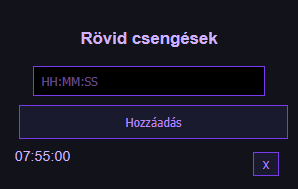 Rövid csengések
HH:MM:SS
Hozzáadás
07:55:00
X